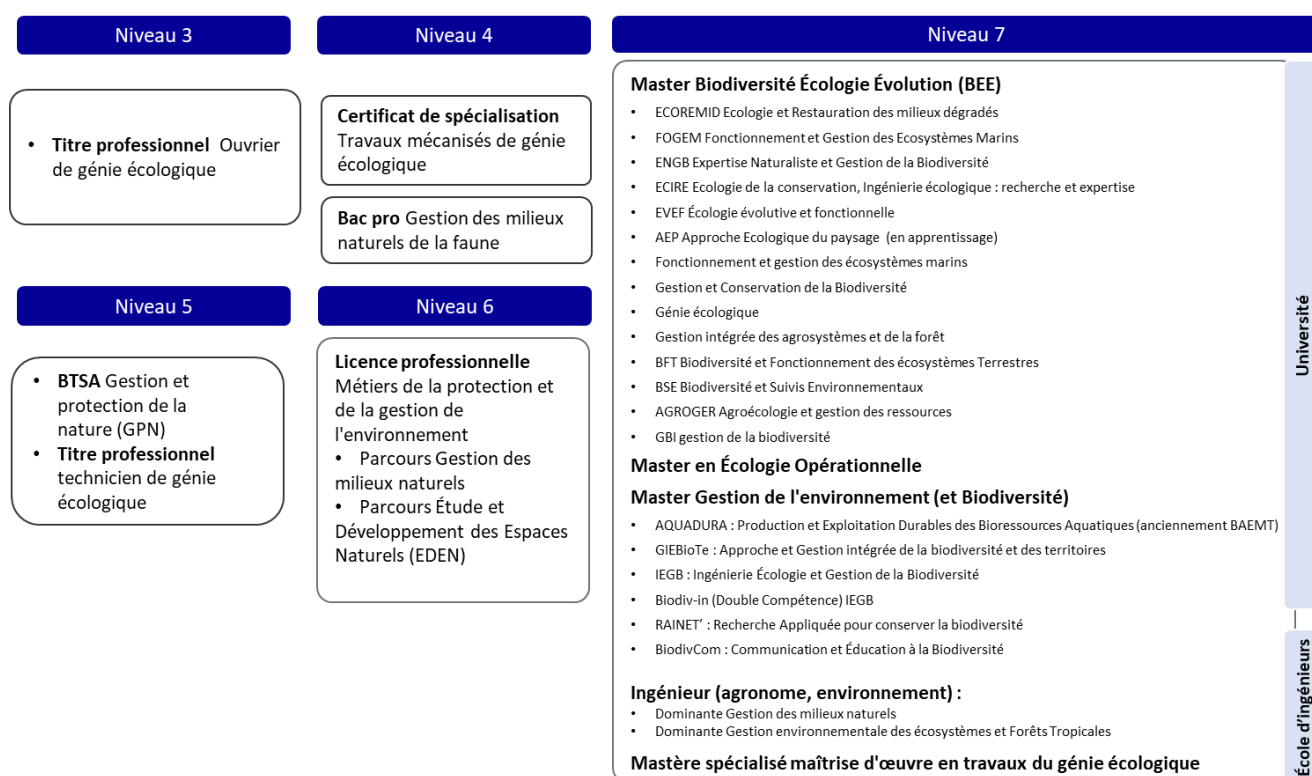 Niveau 3
Titre professionnel Ouvrier
de génie écologique
Niveau 4
Certificat de spécialisation
Travaux mécanisés de génie
écologique
Bac pro Gestion des milieux
naturels de la faune
Niveau 5
• BTSA Gestion et
protection de la
nature (GPN)
• Titre professionnel
technicien de génie
écologique
Niveau 6
Licence professionnelle
Métiers de la protection et
de la gestion de
l'environnement
• Parcours Gestion des
milieux naturels
• Parcours Étude et
Développement des Espaces
Naturels (EDEN)
Niveau 7
Master Biodiversité Écologie Évolution (BEE)
• ECOREMID Ecologie et Restauration des milieux dégradés
• FOGEM Fonctionnement et Gestion des Ecosystèmes Marins
• ENGB Expertise Naturaliste et Gestion de la Biodiversité
• ECIRE Ecologie de la conservation, Ingénierie écologique : recherche et expertise
• EVEF Écologie évolutive et fonctionnelle
• AEP Approche Ecologique du paysage (en apprentissage)
• Fonctionnement et gestion des écosystèmes marins
• Gestion et Conservation de la Biodiversité
• Génie écologique
• Gestion intégrée des agrosystèmes et de la forêt
• BFT Biodiversité et Fonctionnement des écosystèmes Terrestres
• BSE Biodiversité et Suivis Environnementaux
• AGROGER Agroécologie et gestion des ressources
• GBI gestion de la biodiversité
Master en Écologie Opérationnelle
Master Gestion de l'environnement (et Biodiversité)
• AQUADURA : Production et Exploitation Durables des Bioressources Aquatiques (anciennement BAEMT)
• GIEBioTe : Approche et Gestion intégrée de la biodiversité et des territoires
• IEGB : Ingénierie Écologie et Gestion de la Biodiversité
• Biodiv-in (Double Compétence) IEGB
• RAINET’ : Recherche Appliquée pour conserver la biodiversité
• BiodivCom : Communication et Éducation à la Biodiversité
Ingénieur (agronome, environnement) :
• Dominante Gestion des milieux naturels
• Dominante Gestion environnementale des écosystèmes et Forêts Tropicales
Mastère spécialisé maîtrise d'œuvre en travaux du génie écologique
Université
École d'ingénieurs